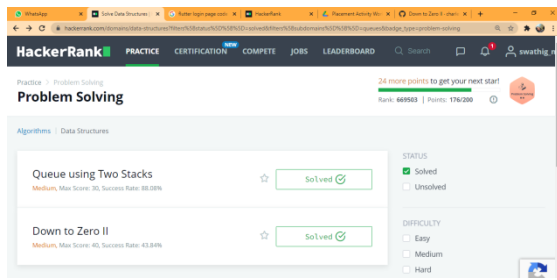 WhatsApp
Solve Data Structures
flutter login page code
HackerRank
Placement Activity Wo
Down to Zero II
hackerrank.com/domains/data-structures?filters%5Bstatus%5D%5B%5D=solved&filters%5Bsubdomains%5D%5B%5D=queues&badge_type=problem-solving
HackerRank PRACTICE CERTIFICATION NEW COMPETE JOBS LEADERBOARD Search swathig_
Practice > Problem Solving
Problem Solving
24 more points to get your next star!
Rank: 669503 | Points: 176/200
Algorithms | Data Structures
Queue using Two Stacks
Medium, Max Score: 30, Success Rate: 88.08%
Solved
Down to Zero II
Medium, Max Score: 40, Success Rate: 43.84%
Solved
STATUS
Solved
Unsolved
DIFFICULTY
Easy
Medium
Hard